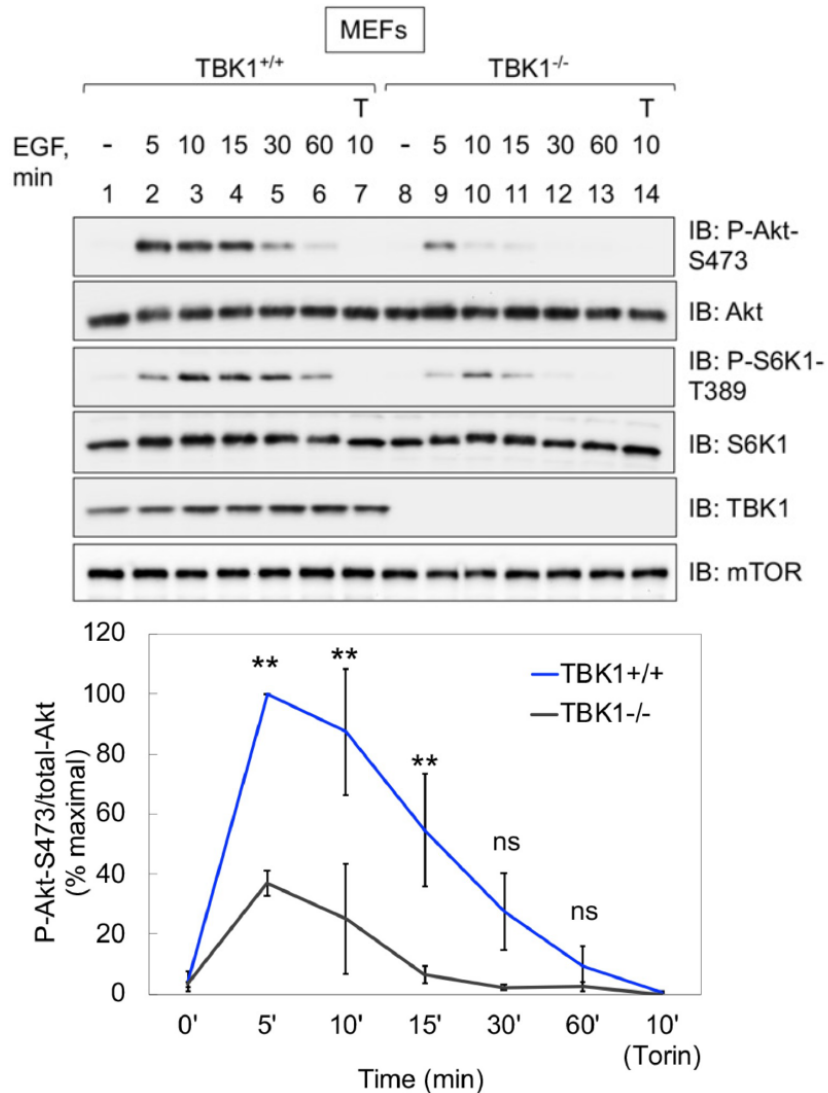 MEFs
TBK1+/+ TBK1-/-
T T
EGF, - 5 10 15 30 60 10 - 5 10 15 30 60 10
min
1 2 3 4 5 6 7 8 9 10 11 12 13 14
IB: P-Akt-
S473
IB: Akt
IB: P-S6K1-
T389
IB: S6K1
IB: TBK1
IB: mTOR
120
100
80
60
40
20
0
P-Akt-S473/total-Akt
(% maximal)
** ** ** ns ns
TBK1+/+
TBK1-/-
0' 5' 10' 15' 30' 60' 10'
(Torin)
Time (min)